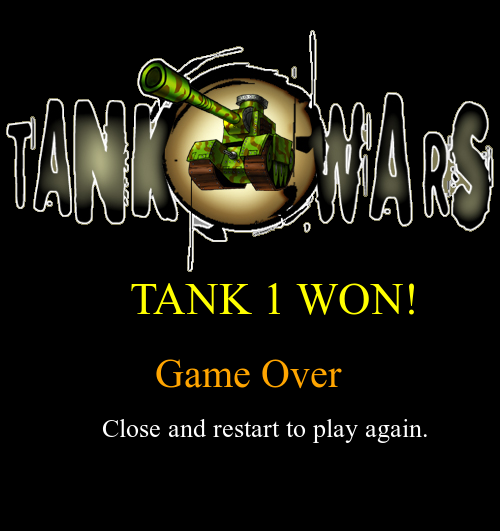 TANK WARS
TANK 1 WON!
Game Over
Close and restart to play again.